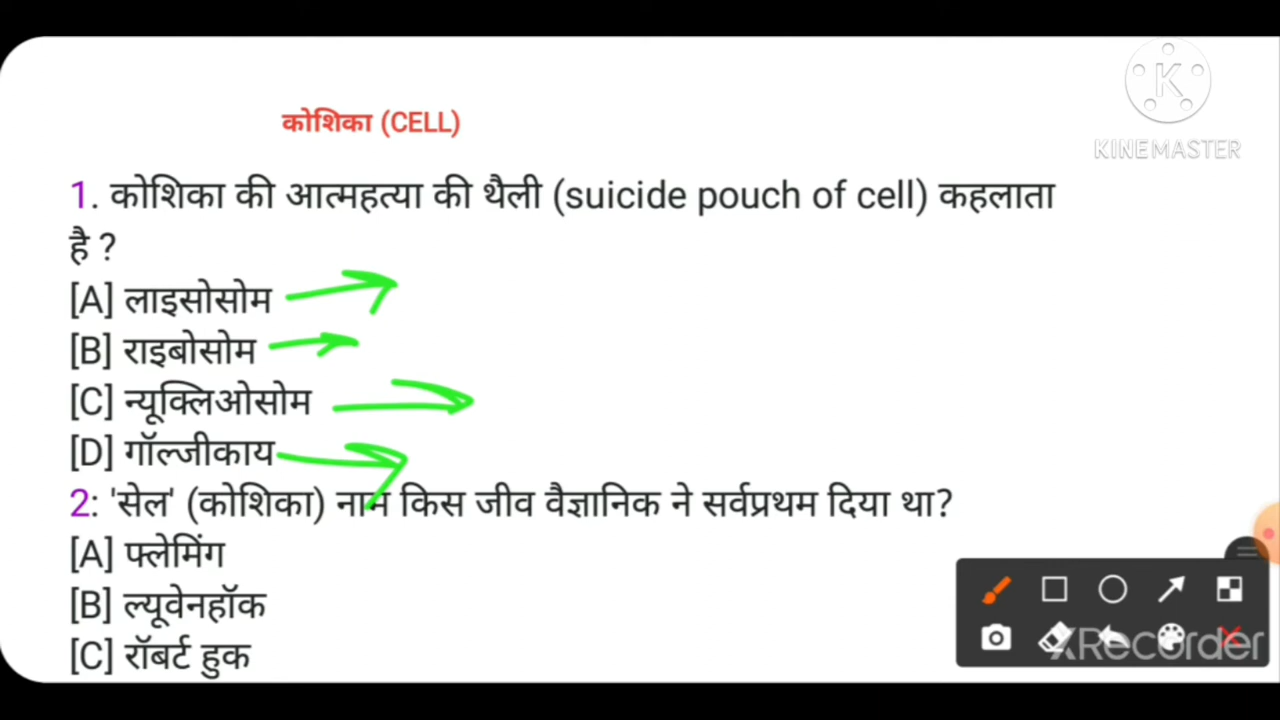 K
KINEMASTER
कोशिका (CELL)
1. कोशिका की आत्महत्या की थैली (suicide pouch of cell) कहलाता
है ?
[A] लाइसोसोम
[B] राइबोसोम
[C] न्यूक्लिओसोम
[D] गॉल्जीकाय
2: 'सेल' (कोशिका) नाम किस जीव वैज्ञानिक ने सर्वप्रथम दिया था?
[A] फ्लेमिंग
[B] ल्यूवेनहॉक
[C] रॉबर्ट हुक
XRecorder